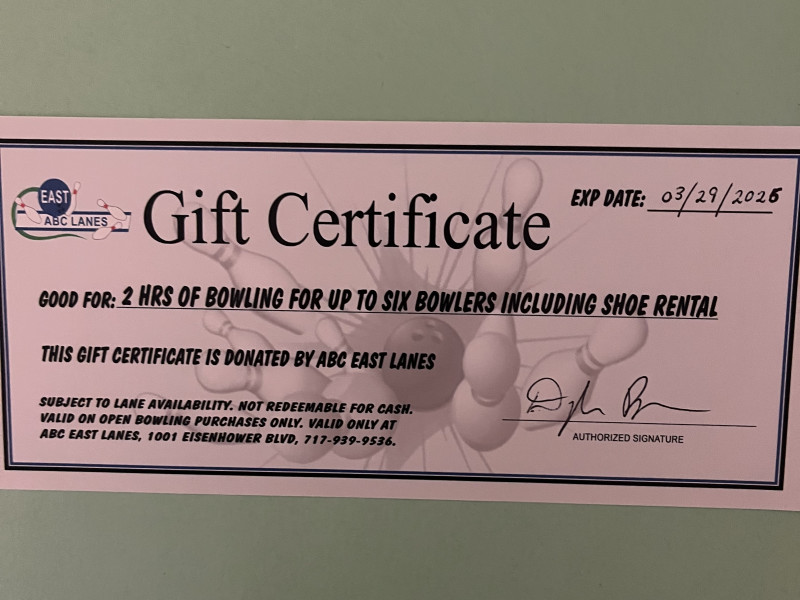 EAST
ABC LANES
Gift Certificate
EXP DATE: 03/29/2026
GOOD FOR: 2 HRS OF BOWLING FOR UP TO SIX BOWLERS INCLUDING SHOE RENTAL
THIS GIFT CERTIFICATE IS DONATED BY ABC EAST LANES
SUBJECT TO LANE AVAILABILITY. NOT REDEEMABLE FOR CASH.
VALID ON OPEN BOWLING PURCHASES ONLY. VALID ONLY AT
ABC EAST LANES, 1001 EISENHOWER BLVD, 717-939-9536.
AUTHORIZED SIGNATURE